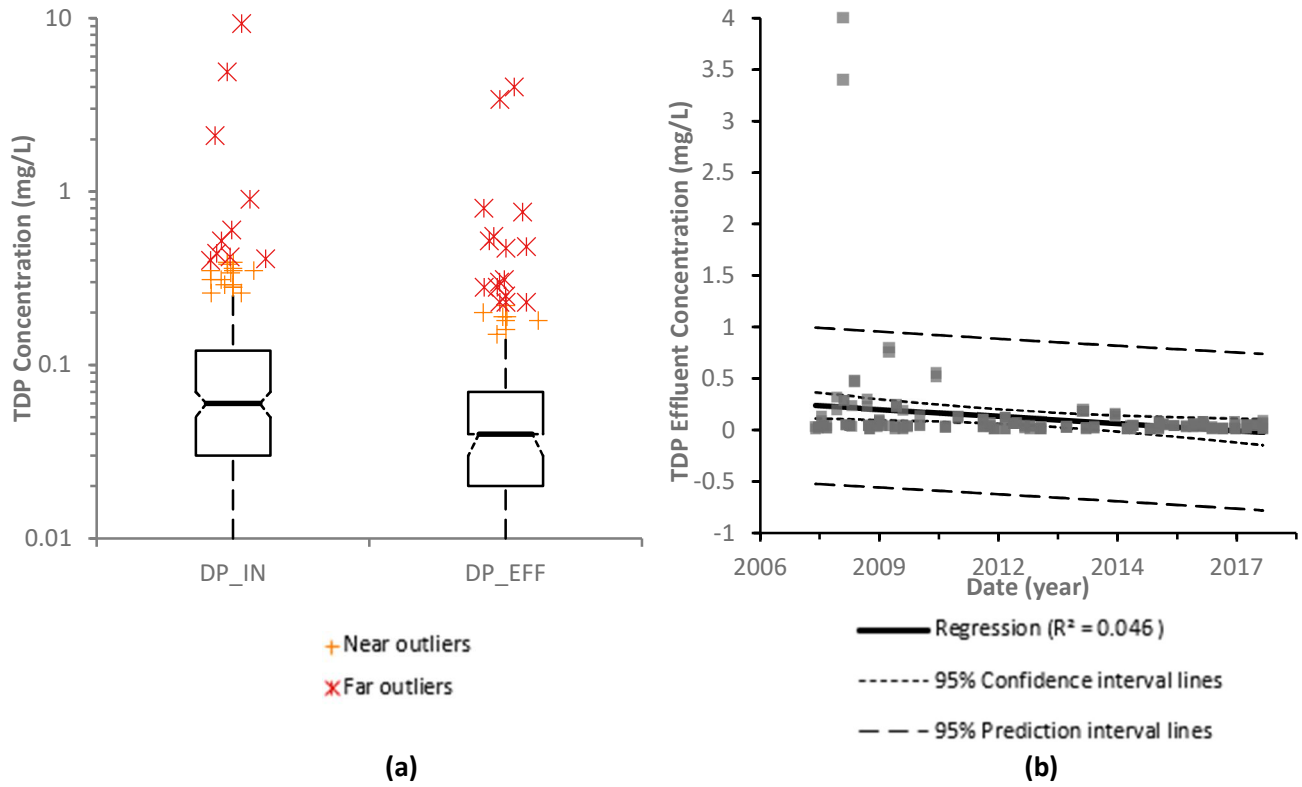 TDP Concentration (mg/L)
10
1
0.1
0.01
DP_IN
DP_EFF
Near outliers
Far outliers
(a)
TDP Effluent Concentration (mg/L)
4
3.5
3
2.5
2
1.5
1
0.5
0
-0.5
-1
2006
2009
2012
2014
2017
Date (year)
Regression (R² = 0.046 )
95% Confidence interval lines
95% Prediction interval lines
(b)